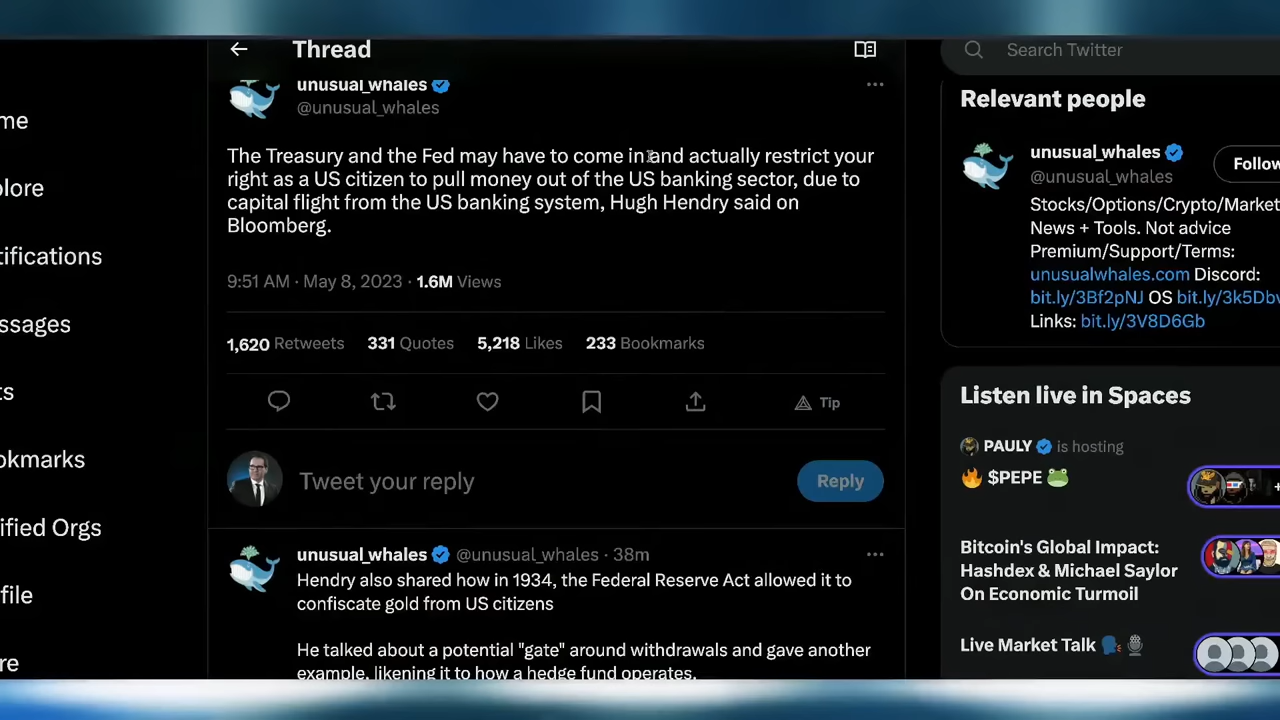 Thread
Search Twitter
unusual_whales
@unusual_whales
The Treasury and the Fed may have to come in and actually restrict your
right as a US citizen to pull money out of the US banking sector, due to
capital flight from the US banking system, Hugh Hendry said on
Bloomberg.
9:51 AM · May 8, 2023 · 1.6M Views
1,620 Retweets 331 Quotes 5,218 Likes 233 Bookmarks
Tip
Tweet your reply
Reply
unusual_whales @unusual_whales · 38m
Hendry also shared how in 1934, the Federal Reserve Act allowed it to
confiscate gold from US citizens
He talked about a potential "gate" around withdrawals and gave another
example, likening it to how a hedge fund operates.
me
lore
tifications
ssages
ts
okmarks
ified Orgs
file
re
Relevant people
unusual_whales
@unusual_whales
Follow
Stocks/Options/Crypto/Market
News + Tools. Not advice
Premium/Support/Terms:
unusualwhales.com Discord:
bit.ly/3Bf2pNJ OS bit.ly/3k5Dbv
Links: bit.ly/3V8D6Gb
Listen live in Spaces
PAULY is hosting
🔥 $PEPE 🐸
Bitcoin's Global Impact:
Hashdex & Michael Saylor
On Economic Turmoil
Live Market Talk 🗣️🎙️